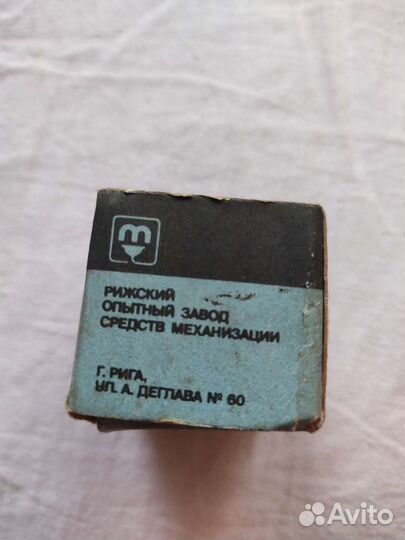 m
РИЖСКИЙ
ОПЫТНЫЙ ЗАВОД
СРЕДСТВ МЕХАНИЗАЦИИ
Г. РИГА,
УЛ. А. ДЕГЛАВА № 60
Avito